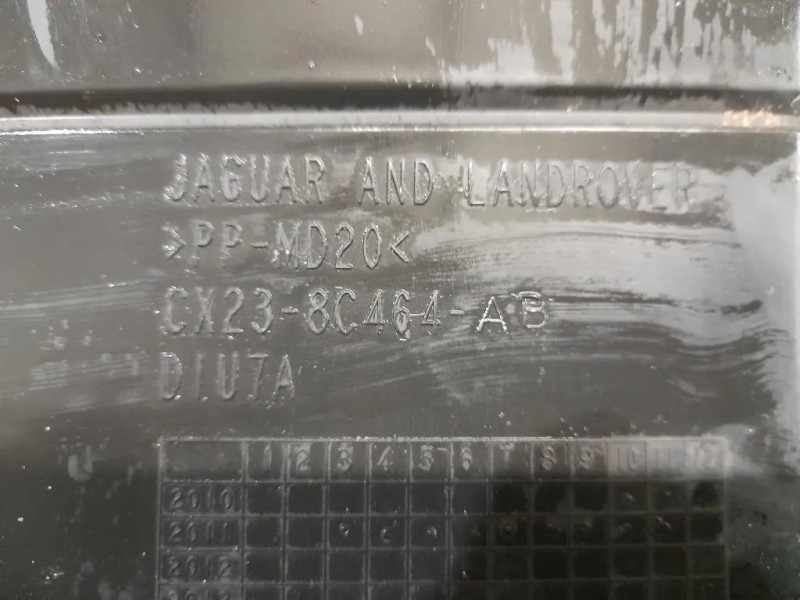 JAGUAR AND LANDROVER
>PP-MD20<
CX23-8C464-AB
D1U7A
1 2 3 4 5 6 7 8 9 10 11 12
2010
2011
2012